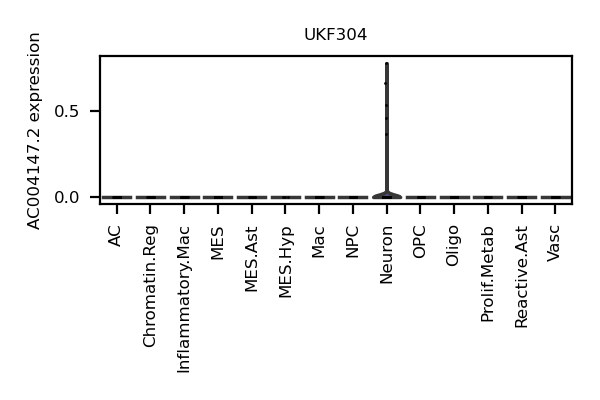 UKF304
AC004147.2 expression
0.5
0.0
AC
Chromatin.Reg
Inflammatory.Mac
MES
MES.Ast
MES.Hyp
Mac
NPC
Neuron
OPC
Oligo
Prolif.Metab
Reactive.Ast
Vasc